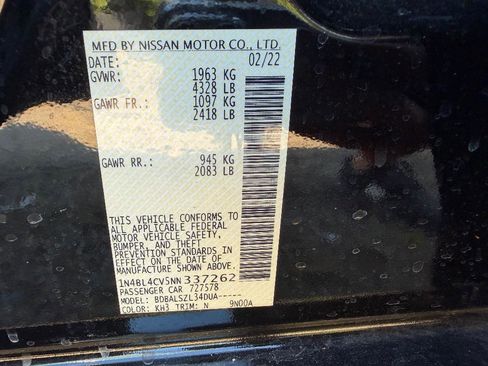 MFD BY NISSAN MOTOR CO., LTD.
DATE: 02/22
GVWR: 1963 KG
4328 LB
GAWR FR.: 1097 KG
2418 LB
GAWR RR.: 945 KG
2083 LB
THIS VEHICLE CONFORMS TO
ALL APPLICABLE FEDERAL
MOTOR VEHICLE SAFETY,
BUMPER, AND THEFT
PREVENTION STANDARDS IN
EFFECT ON THE DATE OF
MANUFACTURE SHOWN ABOVE.
1N4BL4CV5NN 337262
PASSENGER CAR 727578
MODEL: BDBALSZL34DUA-----
COLOR: KH3 TRIM: N 9N00A